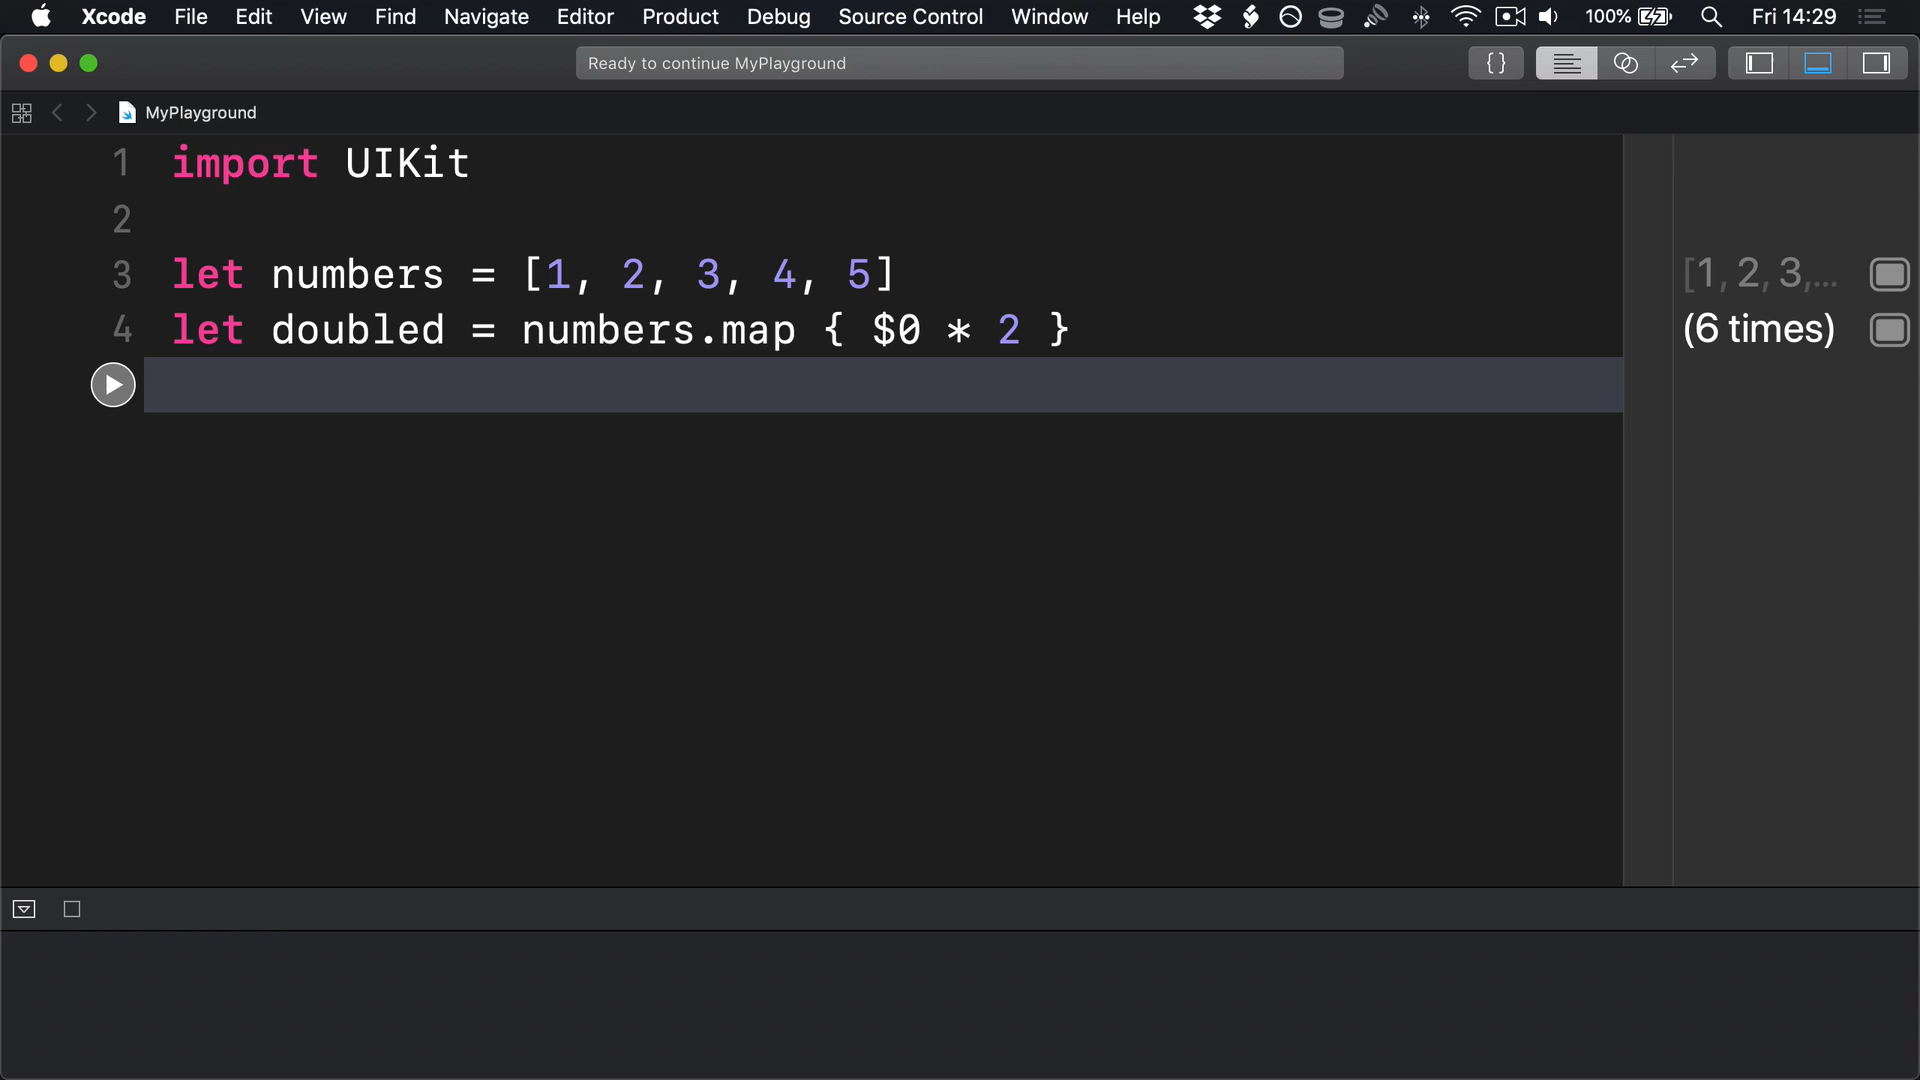 Xcode File Edit View Find Navigate Editor Product Debug Source Control Window Help 100% Fri 14:29
Ready to continue MyPlayground {}
MyPlayground
1 import UIKit
2
3 let numbers = [1, 2, 3, 4, 5] [1, 2, 3,...
4 let doubled = numbers.map { $0 * 2 } (6 times)